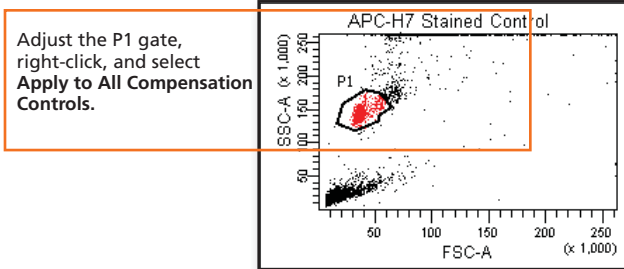 Adjust the P1 gate,
right-click, and select
Apply to All Compensation
Controls.
APC-H7 Stained Control
SSC-A (x 1,000)
250
200
150
100
50
P1
50 100 150 200 250
FSC-A (x 1,000)